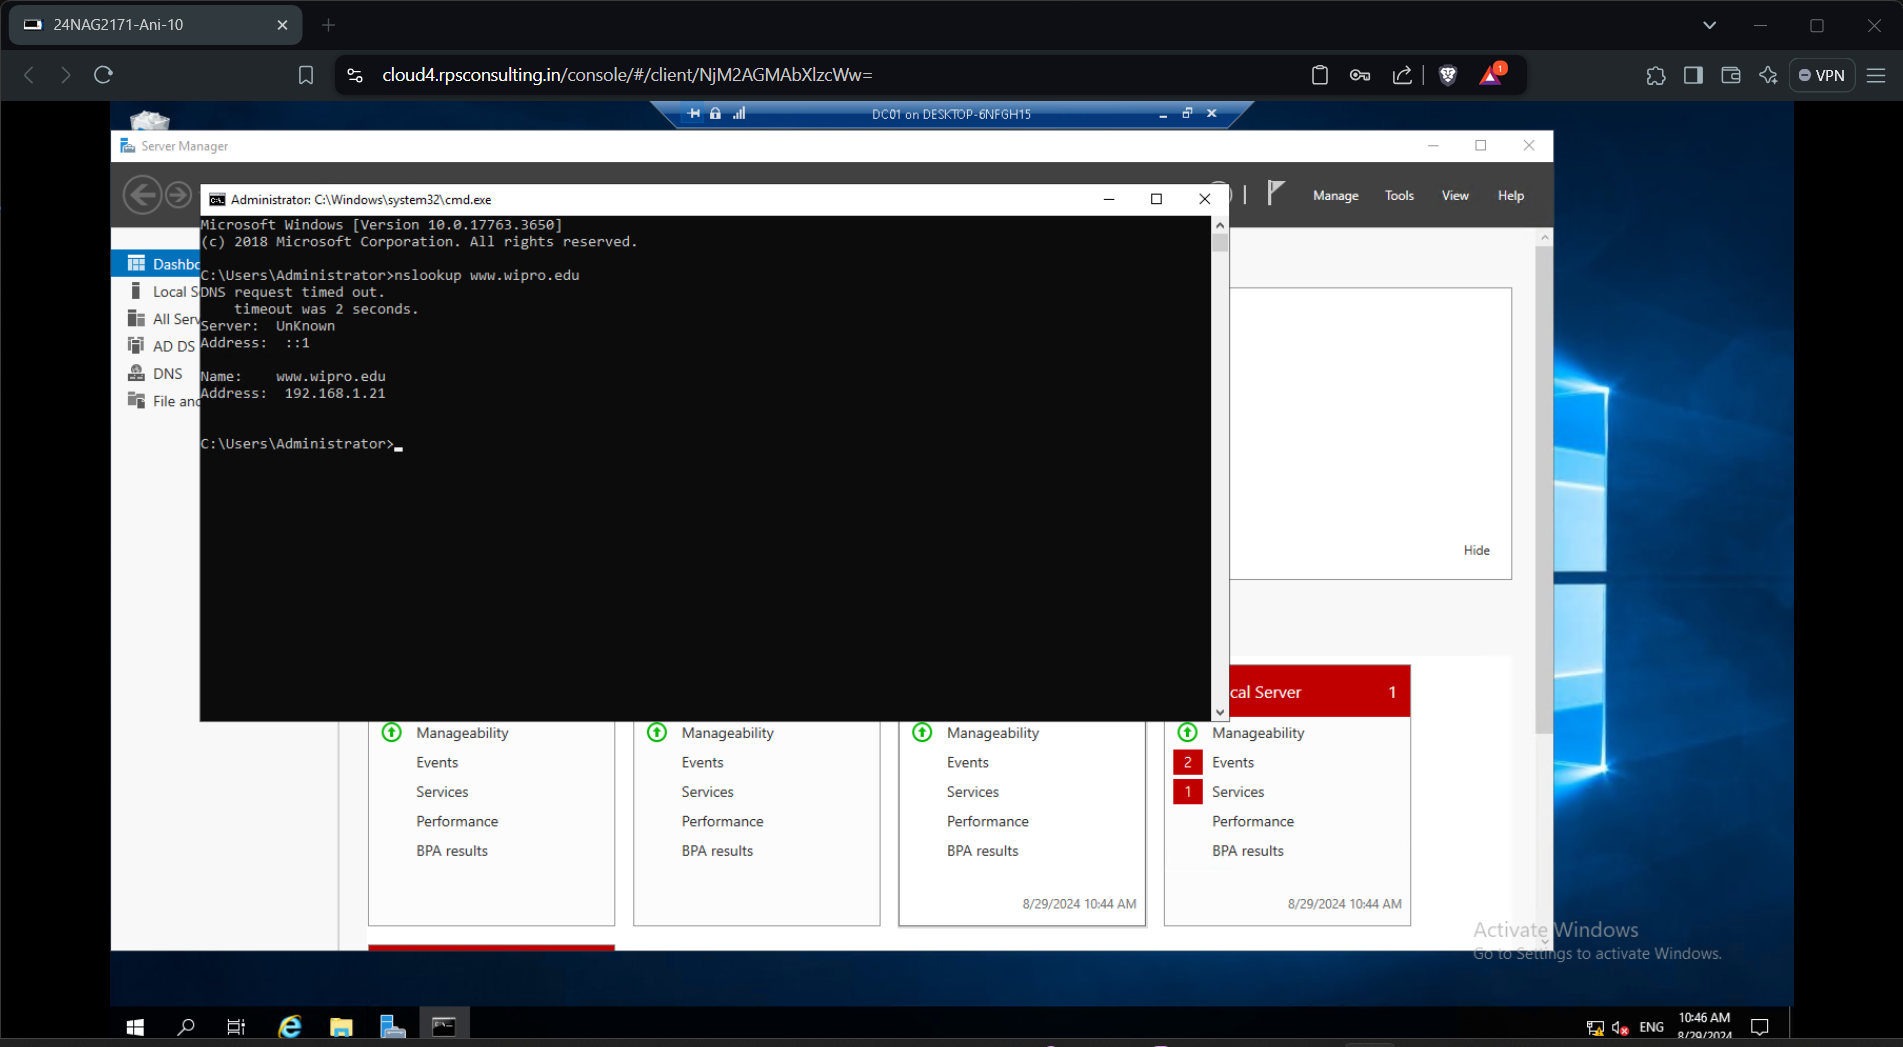 24NAG2171-Ani-10
cloud4.rpsconsulting.in/console/#/client/NjM2AGMAbXlzcWw=
1
VPN
DC01 on DESKTOP-6NFGH15
Server Manager
Manage Tools View Help
Administrator: C:\Windows\system32\cmd.exe
Microsoft Windows [Version 10.0.17763.3650]
(c) 2018 Microsoft Corporation. All rights reserved.
C:\Users\Administrator>nslookup www.wipro.edu
DNS request timed out.
timeout was 2 seconds.
Server: UnKnown
Address: ::1
Name: www.wipro.edu
Address: 192.168.1.21
C:\Users\Administrator>
Dashbo
Local S
All Serv
AD DS
DNS
File and
Hide
cal Server 1
Manageability
Events
Services
Performance
BPA results
Manageability
Events
Services
Performance
BPA results
Manageability
Events
Services
Performance
BPA results
8/29/2024 10:44 AM
Manageability
2 Events
1 Services
Performance
BPA results
8/29/2024 10:44 AM
Activate Windows
Go to Settings to activate Windows.
ENG
10:46 AM
8/29/2024